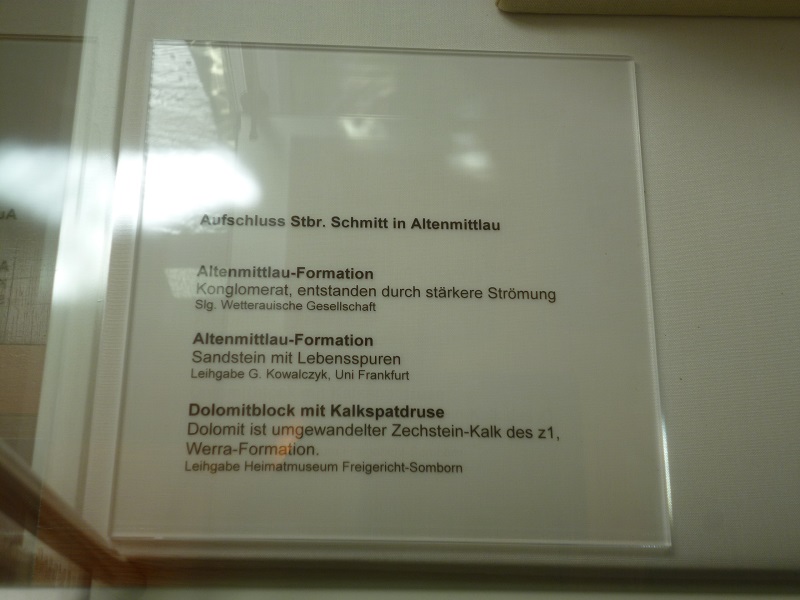 Aufschluss Stbr. Schmitt in Altenmittlau
Altenmittlau-Formation
Konglomerat, entstanden durch stärkere Strömung
Slg. Wetterauische Gesellschaft
Altenmittlau-Formation
Sandstein mit Lebensspuren
Leihgabe G. Kowalczyk, Uni Frankfurt
Dolomitblock mit Kalkspatdruse
Dolomit ist umgewandelter Zechstein-Kalk des z1,
Werra-Formation.
Leihgabe Heimatmuseum Freigericht-Somborn